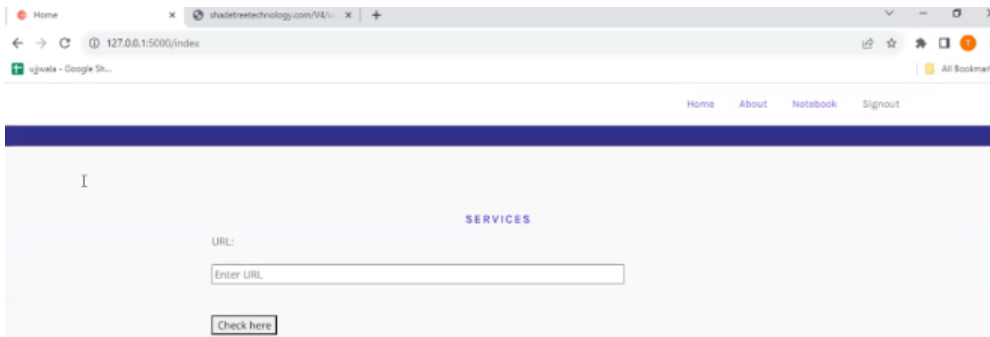 Home shadetreetechnology.com/V4/
127.0.0.1:5000/index
ujjwala - Google Sh... All Bookmar
Home About Notebook Signout
SERVICES
URL:
Enter URL
Check here